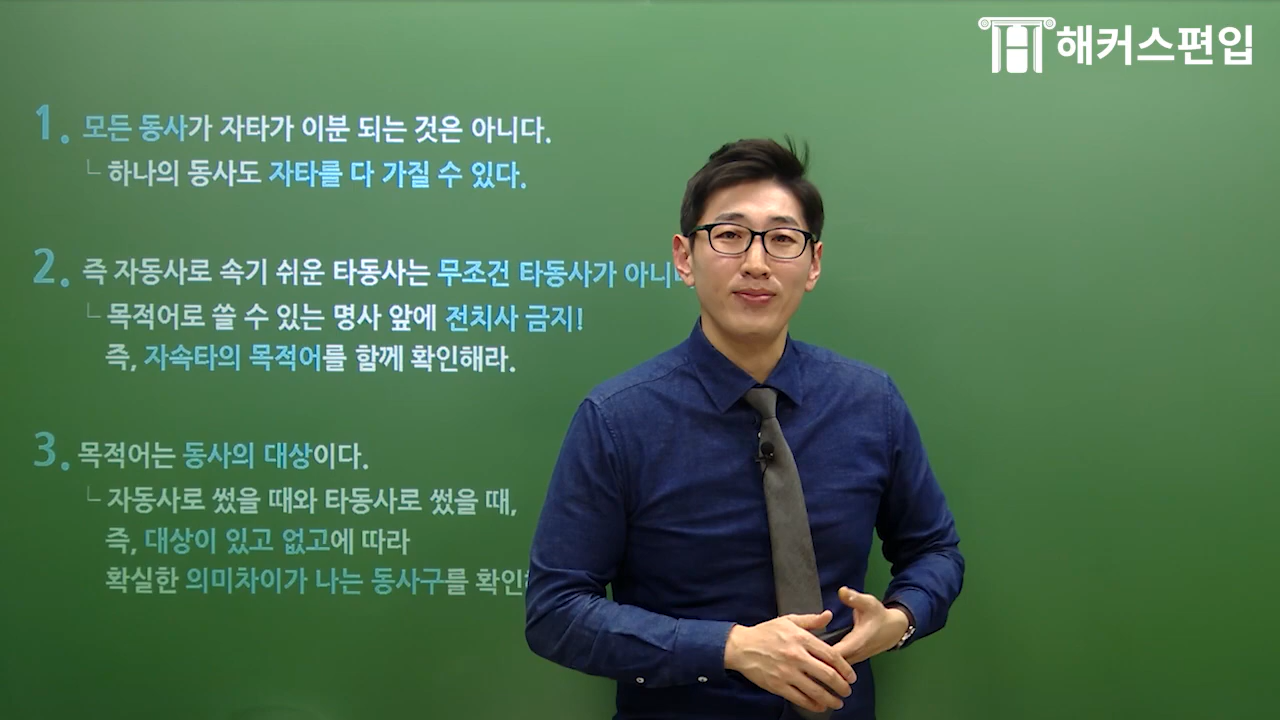 해커스편입
1. 모든 동사가 자타가 이분 되는 것은 아니다.
└ 하나의 동사도 자타를 다 가질 수 있다.
2. 즉 자동사로 속기 쉬운 타동사는 무조건 타동사가
└ 목적어로 쓸 수 있는 명사 앞에 전치사 금지!
즉, 자속타의 목적어를 함께 확인해라.
3. 목적어는 동사의 대상이다.
└ 자동사로 썼을 때와 타동사로 썼을 때,
즉, 대상이 있고 없고에 따라
확실한 의미차이가 나는 동사구를